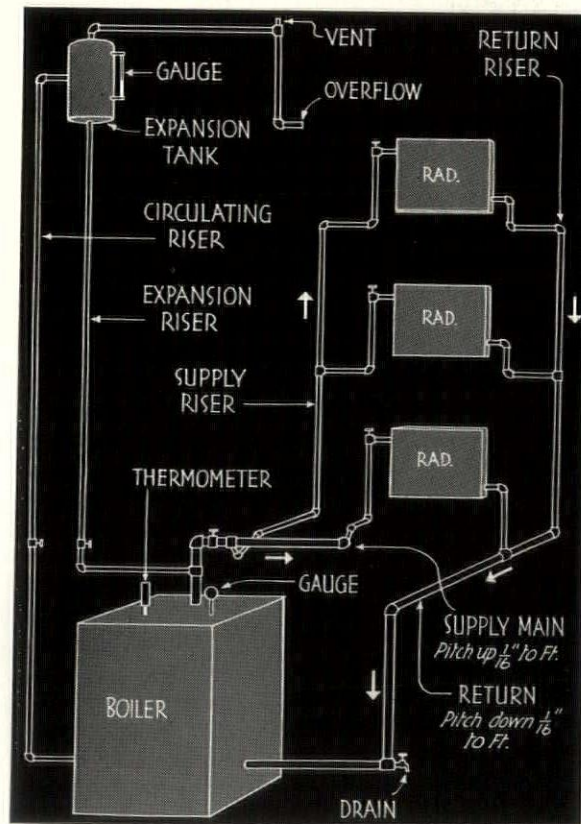 VENT
RETURN
RISER
GAUGE
OVERFLOW
EXPANSION
TANK
RAD.
CIRCULATING
RISER
EXPANSION
RISER
RAD.
SUPPLY
RISER
RAD.
THERMOMETER
GAUGE
SUPPLY MAIN
Pitch up 1/16" to Ft.
BOILER
RETURN
Pitch down 1/16"
to Ft.
DRAIN